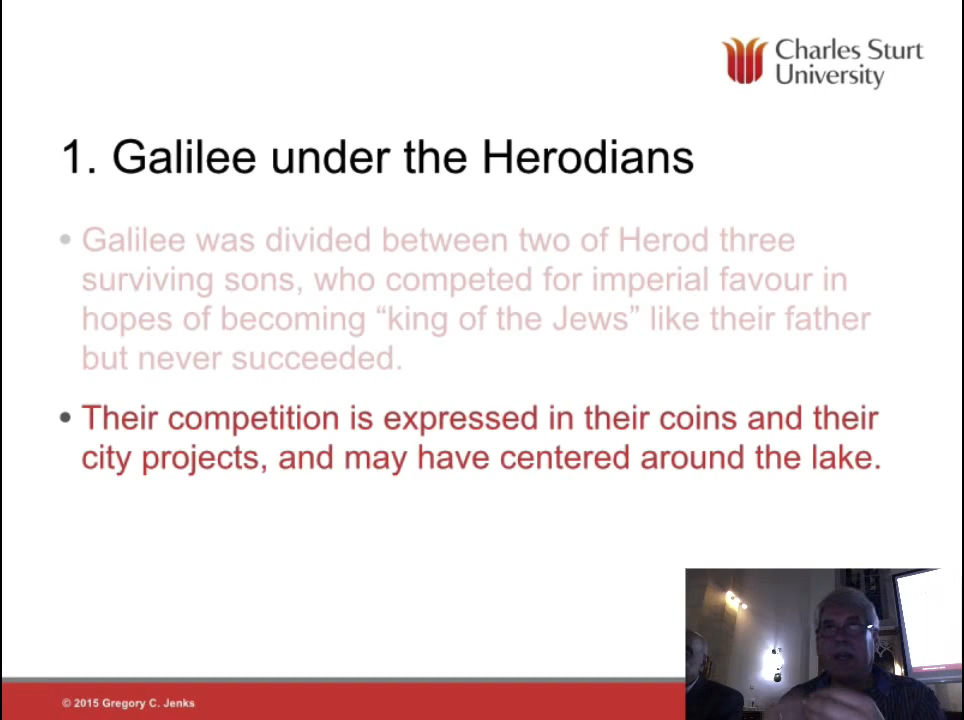 Charles Sturt
University
1. Galilee under the Herodians
• Galilee was divided between two of Herod three
surviving sons, who competed for imperial favour in
hopes of becoming “king of the Jews” like their father
but never succeeded.
• Their competition is expressed in their coins and their
city projects, and may have centered around the lake.
© 2015 Gregory C. Jenks